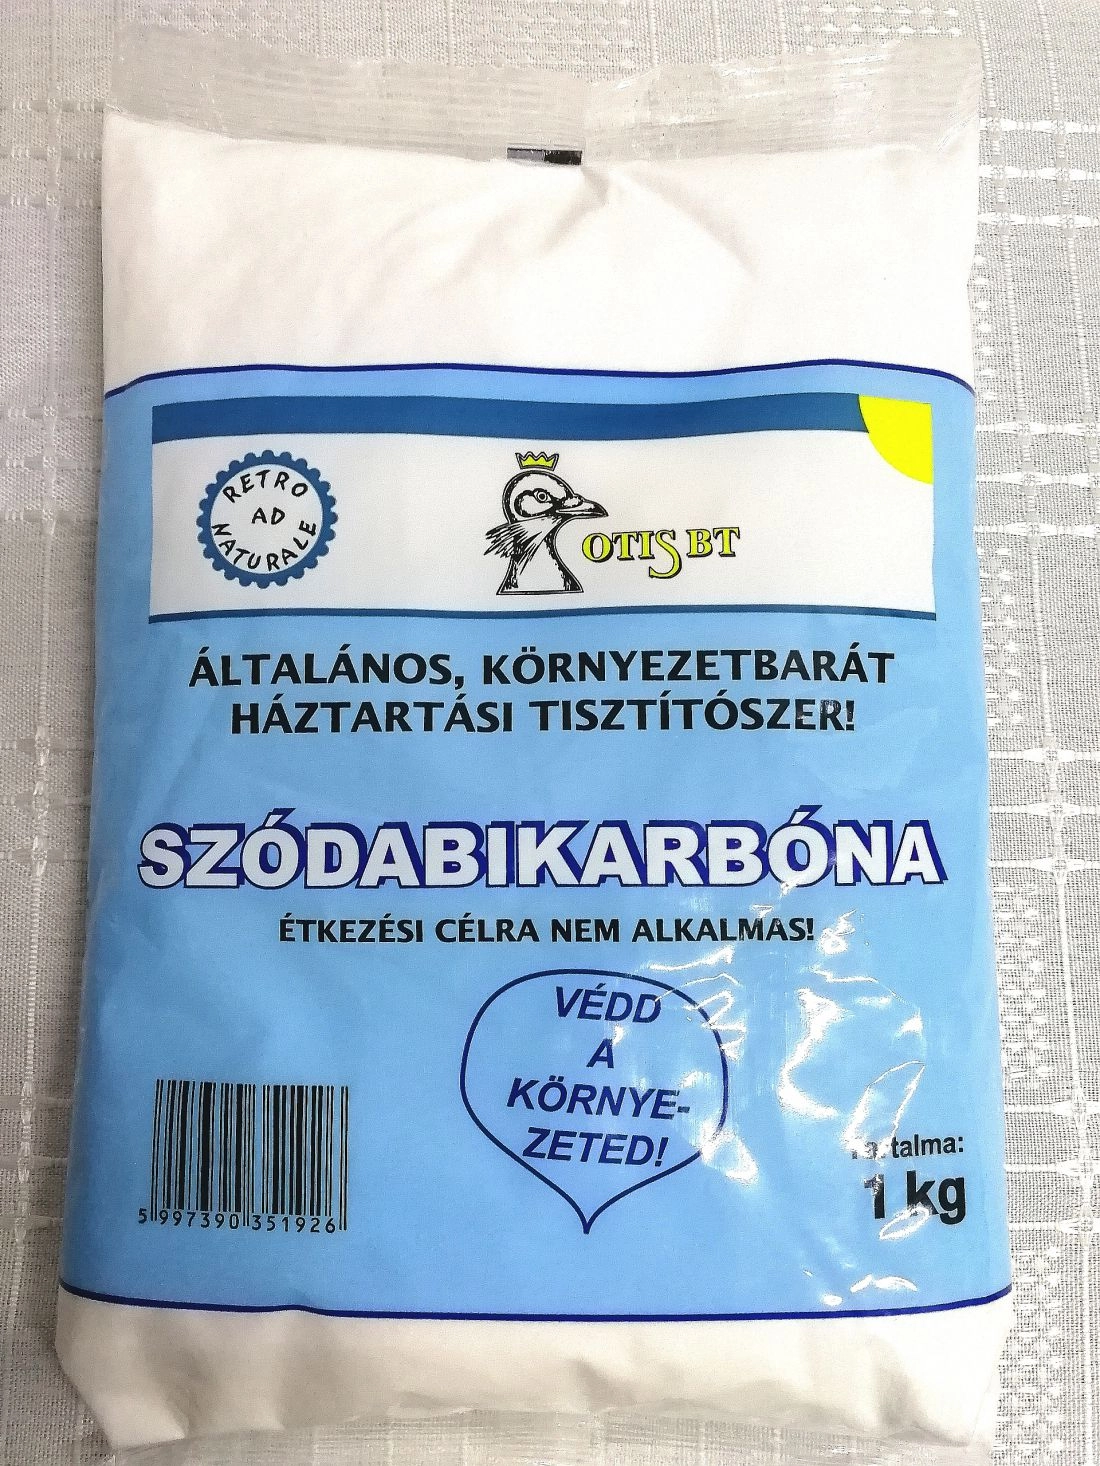 RETRO
AD
NATURALE
OTIS BT
ÁLTALÁNOS, KÖRNYEZETBARÁT
HÁZTARTÁSI TISZTÍTÓSZER!
SZÓDABIKARBÓNA
ÉTKEZÉSI CÉLRA NEM ALKALMAS!
VÉDD
A
KÖRNYE-
ZETED!
Tartalma:
1 kg
5 997390 351926